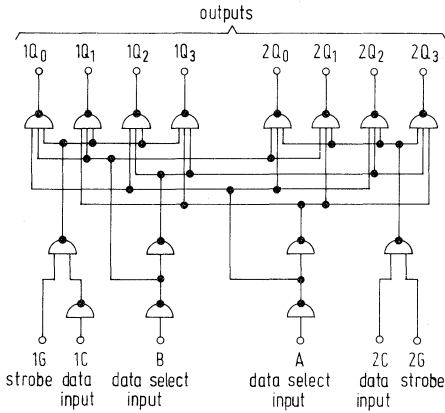 outputs
1Q0 1Q1 1Q2 1Q3 2Q0 2Q1 2Q2 2Q3
1G 1C B A 2C 2G
strobe data input data select input data select input data input strobe